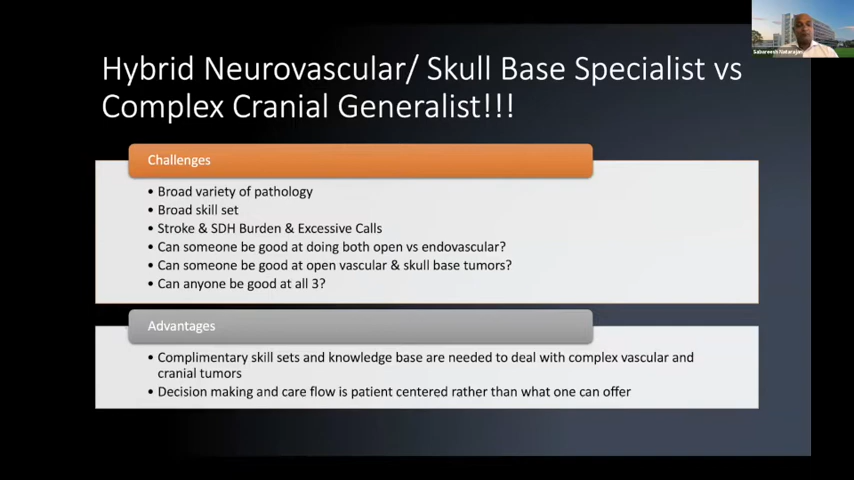 Sabareesh Natarajan
Hybrid Neurovascular/ Skull Base Specialist vs
Complex Cranial Generalist!!!
Challenges
• Broad variety of pathology
• Broad skill set
• Stroke & SDH Burden & Excessive Calls
• Can someone be good at doing both open vs endovascular?
• Can someone be good at open vascular & skull base tumors?
• Can anyone be good at all 3?
Advantages
• Complimentary skill sets and knowledge base are needed to deal with complex vascular and
cranial tumors
• Decision making and care flow is patient centered rather than what one can offer